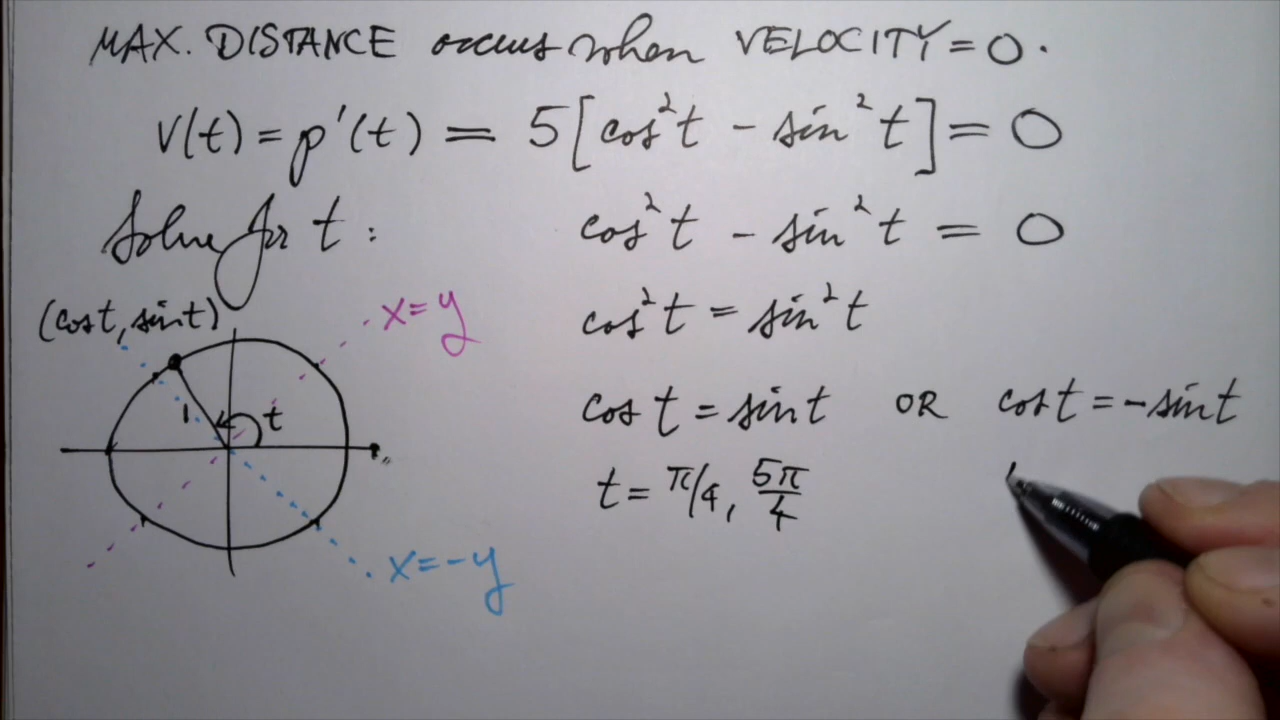 MAX. DISTANCE occurs when VELOCITY = 0.
v(t) = p'(t) = 5[cos²t - sin²t] = 0
Solve for t : cos²t - sin²t = 0
cos²t = sin²t
cos t = sin t OR cos t = -sin t
t = π/4, 5π/4
(cos t, sin t)
x = y
1
t
x = -y